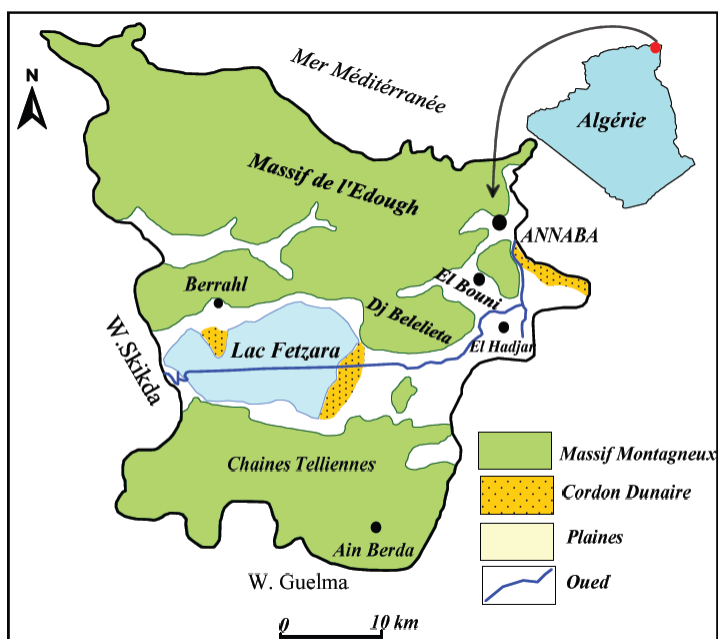 N
Mer Méditérranée
Algérie
Massif de l'Edough
ANNABA
El Bouni
Berrahl
Dj Belelieta
El Hadjar
Lac Fetzara
W.Skikda
Chaines Telliennes
Ain Berda
W. Guelma
Massif Montagneux
Cordon Dunaire
Plaines
Oued
0 10 km